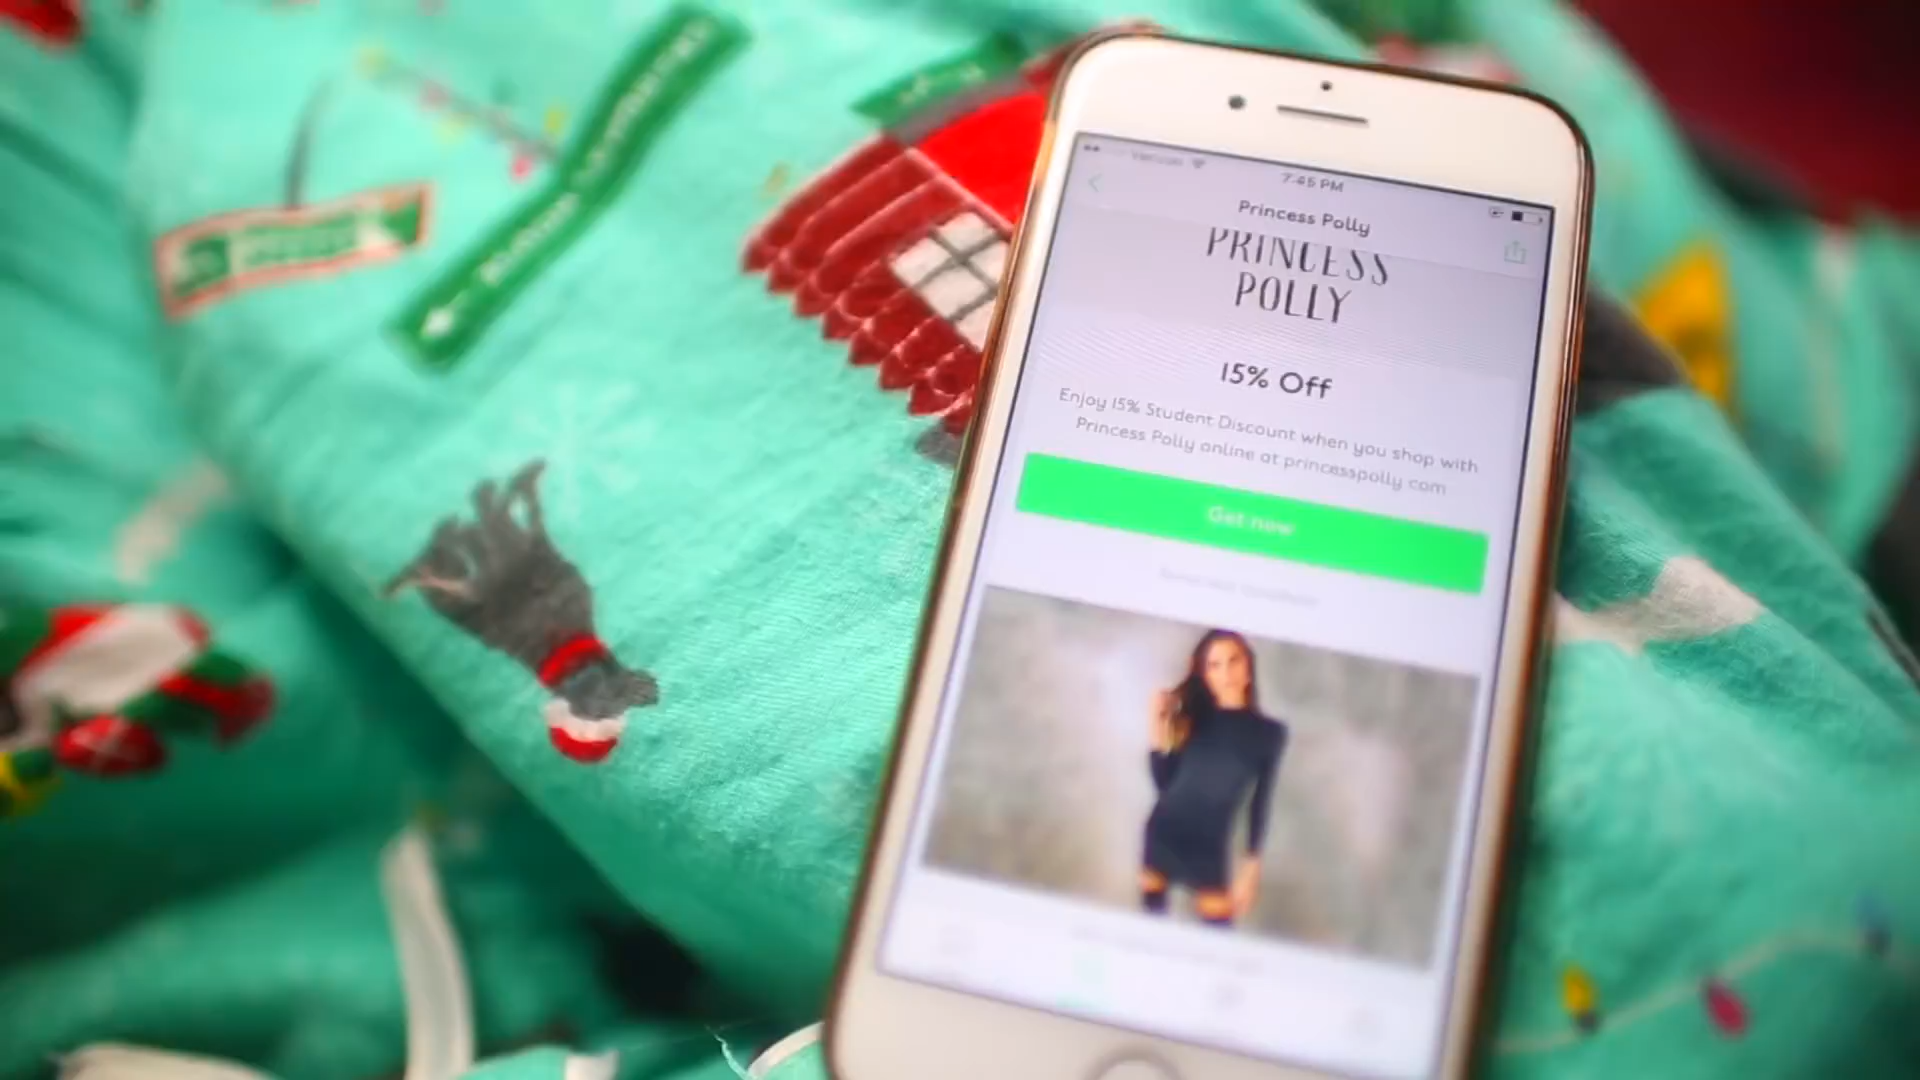 7:45 PM
Princess Polly
PRINCESS
POLLY
15% Off
Enjoy 15% Student Discount when you shop with
Princess Polly online at princesspolly.com
Get now